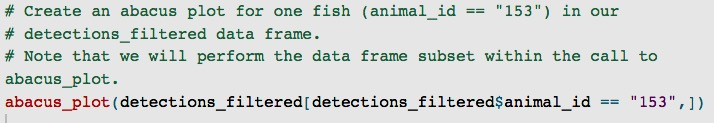 # Create an abacus plot for one fish (animal_id == "153") in our
# detections_filtered data frame.
# Note that we will perform the data frame subset within the call to
abacus_plot.
abacus_plot(detections_filtered[detections_filtered$animal_id == "153",])